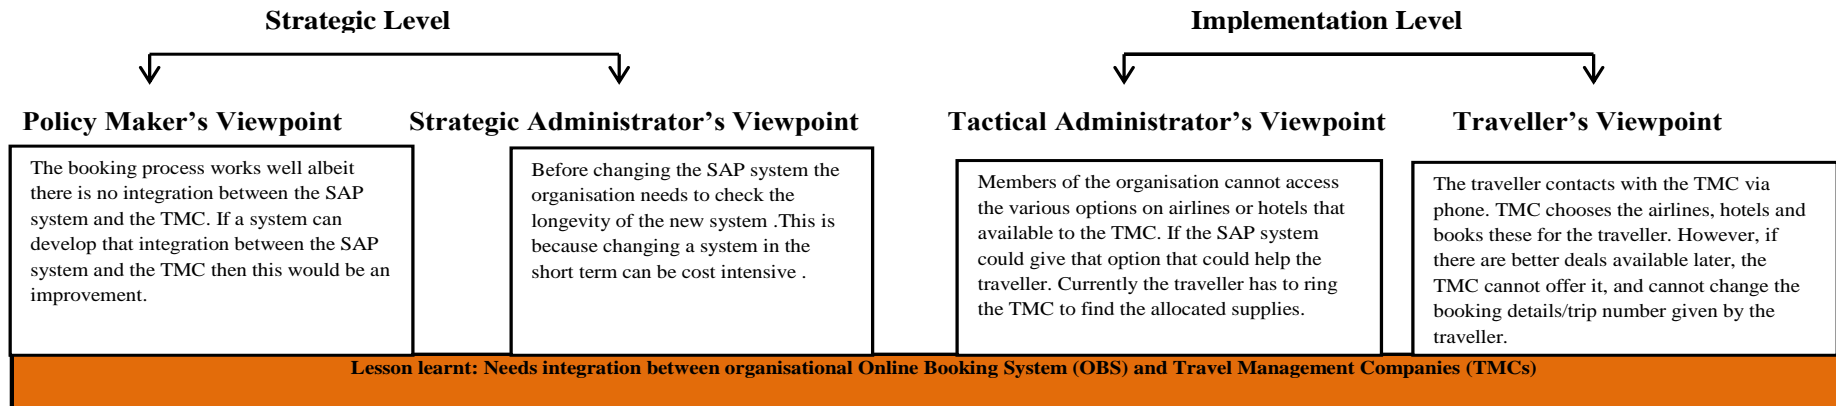 Strategic Level
Implementation Level
Policy Maker's Viewpoint
Strategic Administrator's Viewpoint
Tactical Administrator's Viewpoint
Traveller's Viewpoint
The booking process works well albeit
there is no integration between the SAP
system and the TMC. If a system can
develop that integration between the SAP
system and the TMC then this would be an
improvement.
Before changing the SAP system the
organisation needs to check the
longevity of the new system .This is
because changing a system in the
short term can be cost intensive .
Members of the organisation cannot access
the various options on airlines or hotels that
available to the TMC. If the SAP system
could give that option that could help the
traveller. Currently the traveller has to ring
the TMC to find the allocated supplies.
The traveller contacts with the TMC via
phone. TMC chooses the airlines, hotels and
books these for the traveller. However, if
there are better deals available later, the
TMC cannot offer it, and cannot change the
booking details/trip number given by the
traveller.
Lesson learnt: Needs integration between organisational Online Booking System (OBS) and Travel Management Companies (TMCs)